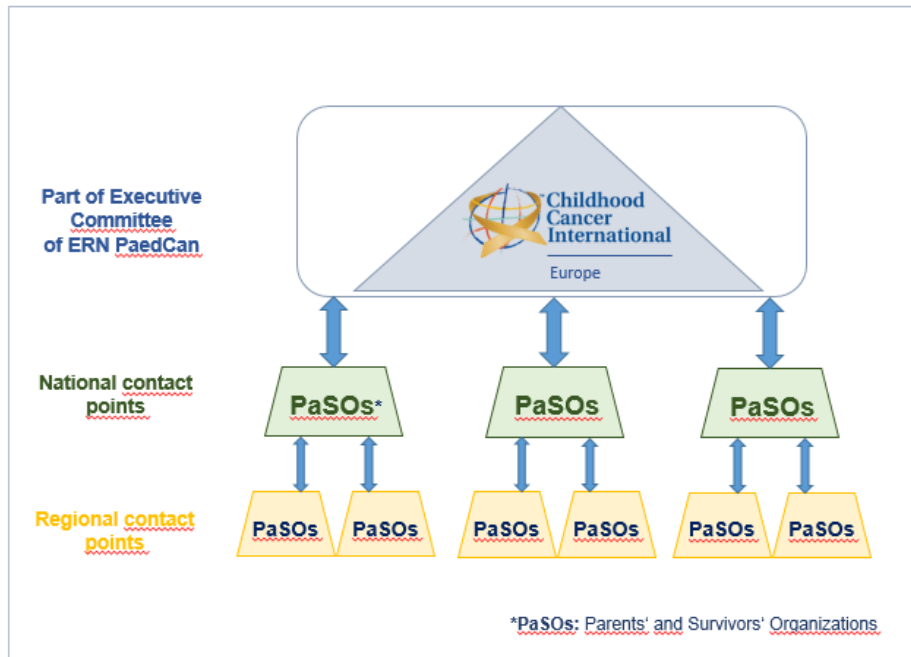 Part of Executive
Committee
of ERN PaedCan
Childhood
Cancer
International
Europe
National contact
points
PaSOs*
PaSOs
PaSOs
Regional contact
points
PaSOs
PaSOs
PaSOs
PaSOs
PaSOs
PaSOs
*PaSOs: Parents' and Survivors' Organizations